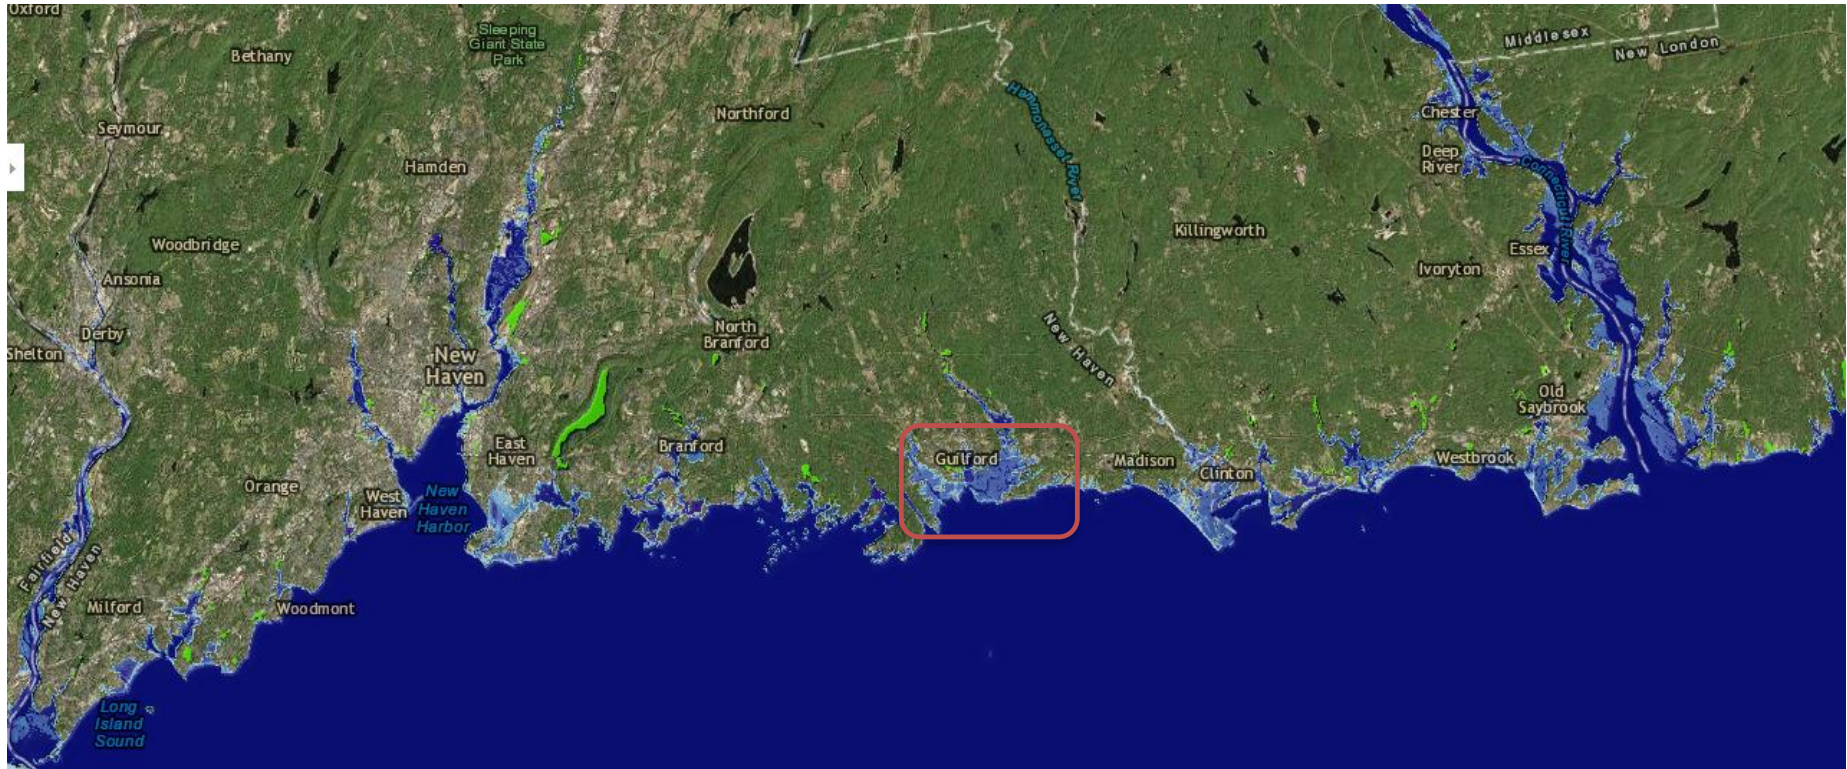 Oxford
Bethany
Sleeping
Giant State
Park
Middlesex
New London
Seymour
Northford
Hammonasset River
Chester
Hamden
Deep
River
Connecticut River
Woodbridge
Killingworth
Essex
Ansonia
Ivoryton
Derby
North
Branford
New Haven
Shelton
New
Haven
Old
Saybrook
East
Haven
Branford
Guilford
Madison
Clinton
Westbrook
Orange
West
Haven
New
Haven
Harbor
Fairfield
New Haven
Milford
Woodmont
Long
Island
Sound